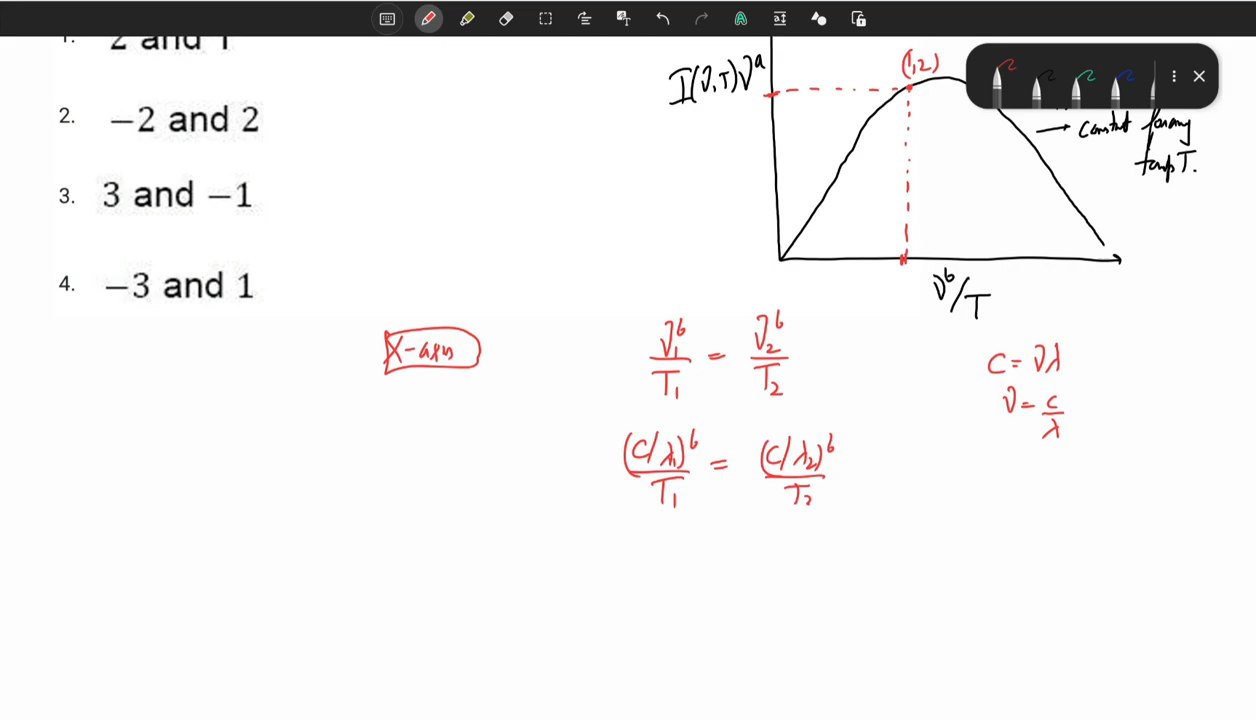 1. 2 and 1
2. −2 and 2
3. 3 and −1
4. −3 and 1
I(ν,T)ν^a
(1,2)
→ constant for any
temp T.
ν^b/T
X-axis
ν₁^b/T₁ = ν₂^b/T₂
C = νλ
ν = c/λ
(C/λ₁)^b/T₁ = (C/λ₂)^b/T₂